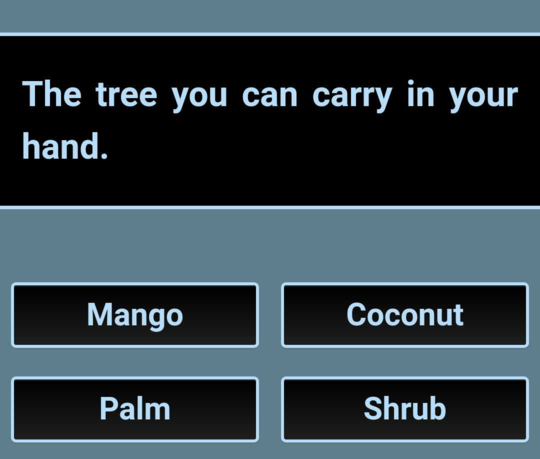 The tree you can carry in your
hand.
Mango
Coconut
Palm
Shrub